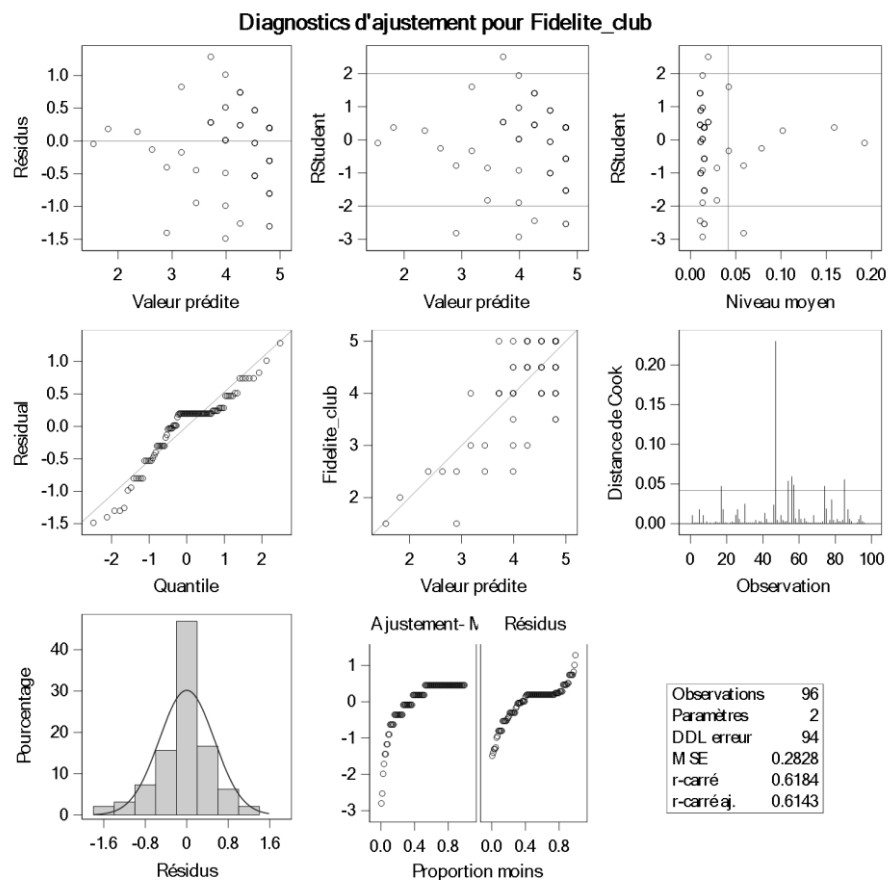 Diagnostics d'ajustement pour Fidelite_club
Résidus
1.0
0.5
0.0
-0.5
-1.0
-1.5
2 3 4 5
Valeur prédite
RStudent
2
1
0
-1
-2
-3
2 3 4 5
Valeur prédite
RStudent
2
1
0
-1
-2
-3
0.00 0.05 0.10 0.15 0.20
Niveau moyen
Residual
1.0
0.5
0.0
-0.5
-1.0
-1.5
-2 -1 0 1 2
Quantile
Fidelite_club
5
4
3
2
2 3 4 5
Valeur prédite
Distance de Cook
0.20
0.15
0.10
0.05
0.00
0 20 40 60 80 100
Observation
Pourcentage
40
30
20
10
0
-1.6 -0.8 0 0.8 1.6
Résidus
Ajustement-
Résidus
1
0
-1
-2
-3
0.0 0.4 0.8 0.0 0.4 0.8
Proportion moins
Observations 96
Paramètres 2
DDL erreur 94
MSE 0.2828
r-carré 0.6184
r-carré aj. 0.6143